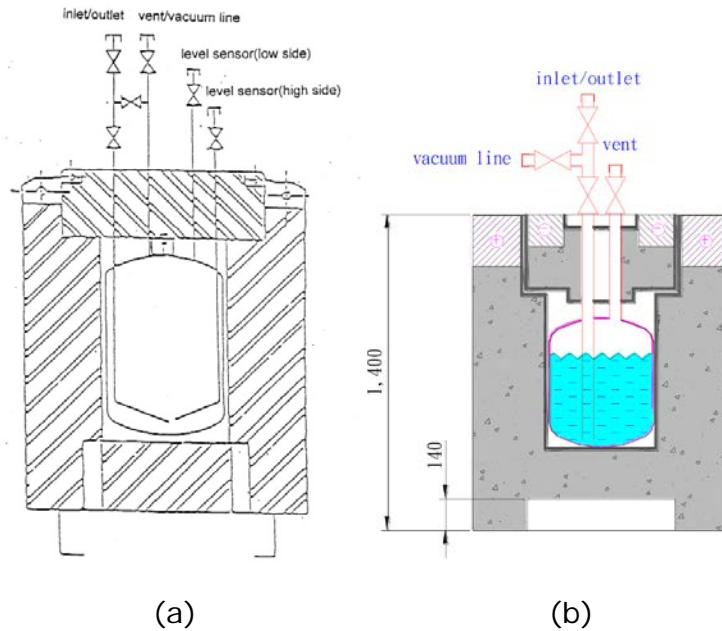 inlet/outlet vent/vacuum line
level sensor(low side)
level sensor(high side)
inlet/outlet
vent
vacuum line
1,400
140
(a) (b)